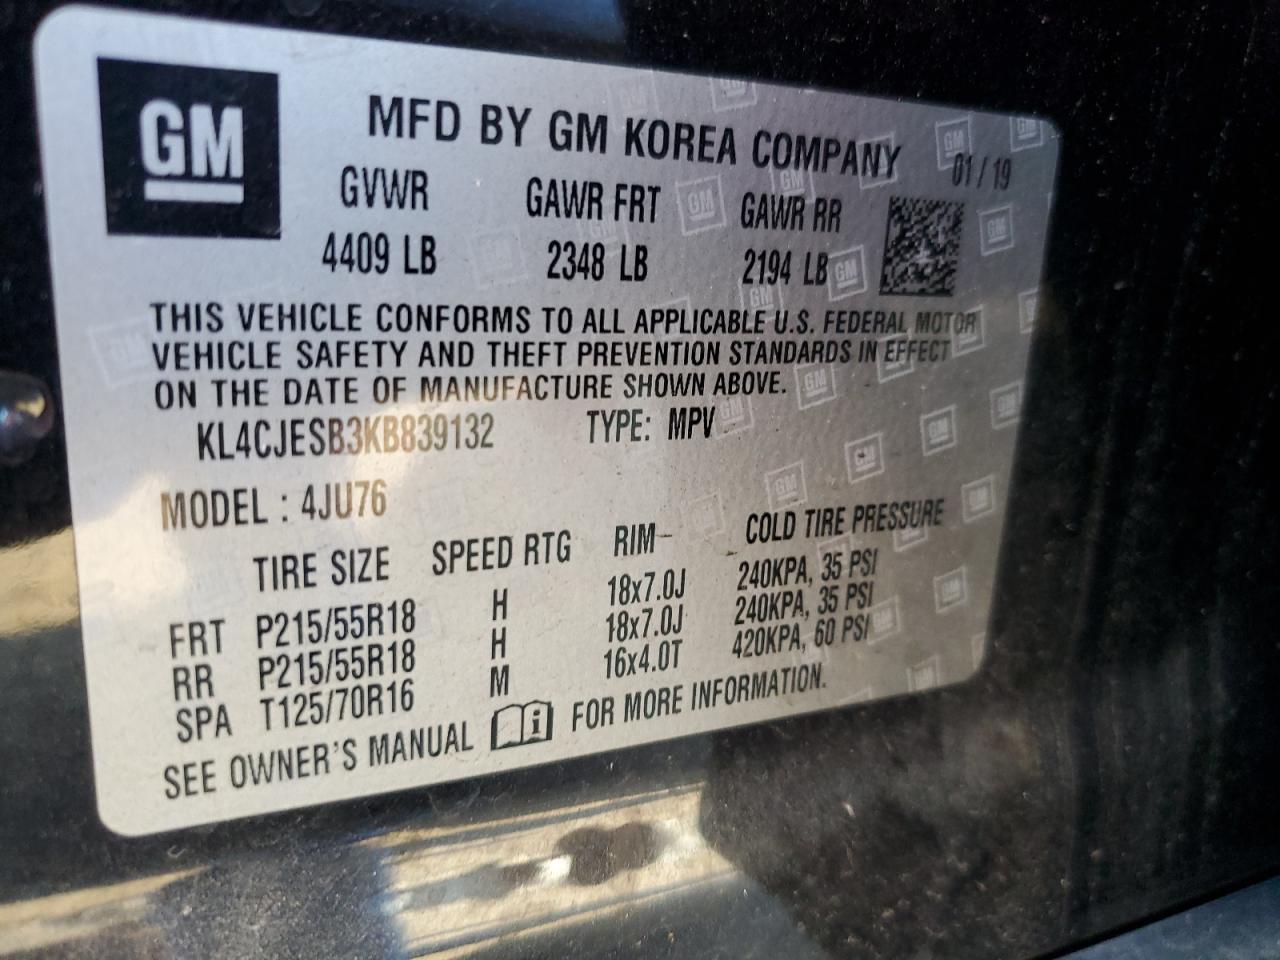 GM
MFD BY GM KOREA COMPANY
01 / 19
GVWR GAWR FRT GAWR RR
4409 LB 2348 LB 2194 LB
THIS VEHICLE CONFORMS TO ALL APPLICABLE U.S. FEDERAL MOTOR
VEHICLE SAFETY AND THEFT PREVENTION STANDARDS IN EFFECT
ON THE DATE OF MANUFACTURE SHOWN ABOVE.
KL4CJESB3KB839132 TYPE: MPV
MODEL : 4JU76
TIRE SIZE SPEED RTG RIM COLD TIRE PRESSURE
FRT P215/55R18 H 18x7.0J 240KPA, 35 PSI
RR P215/55R18 H 18x7.0J 240KPA, 35 PSI
SPA T125/70R16 M 16x4.0T 420KPA, 60 PSI
SEE OWNER'S MANUAL i FOR MORE INFORMATION.